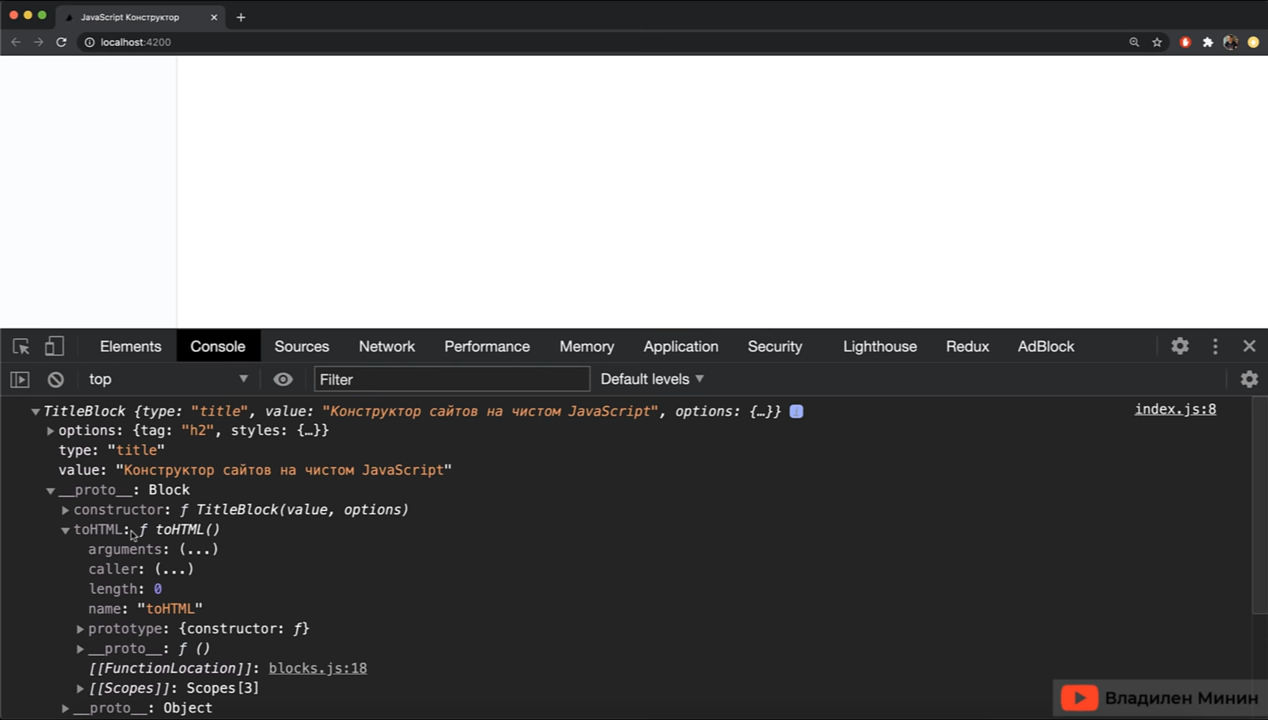 JavaScript Конструктор
localhost:4200
Elements Console Sources Network Performance Memory Application Security Lighthouse Redux AdBlock
top Filter Default levels
TitleBlock {type: "title", value: "Конструктор сайтов на чистом JavaScript", options: {…}} index.js:8
options: {tag: "h2", styles: {…}}
type: "title"
value: "Конструктор сайтов на чистом JavaScript"
__proto__: Block
constructor: ƒ TitleBlock(value, options)
toHTML: ƒ toHTML()
arguments: (...)
caller: (...)
length: 0
name: "toHTML"
prototype: {constructor: ƒ}
__proto__: ƒ ()
[[FunctionLocation]]: blocks.js:18
[[Scopes]]: Scopes[3]
__proto__: Object
Владилен Минин